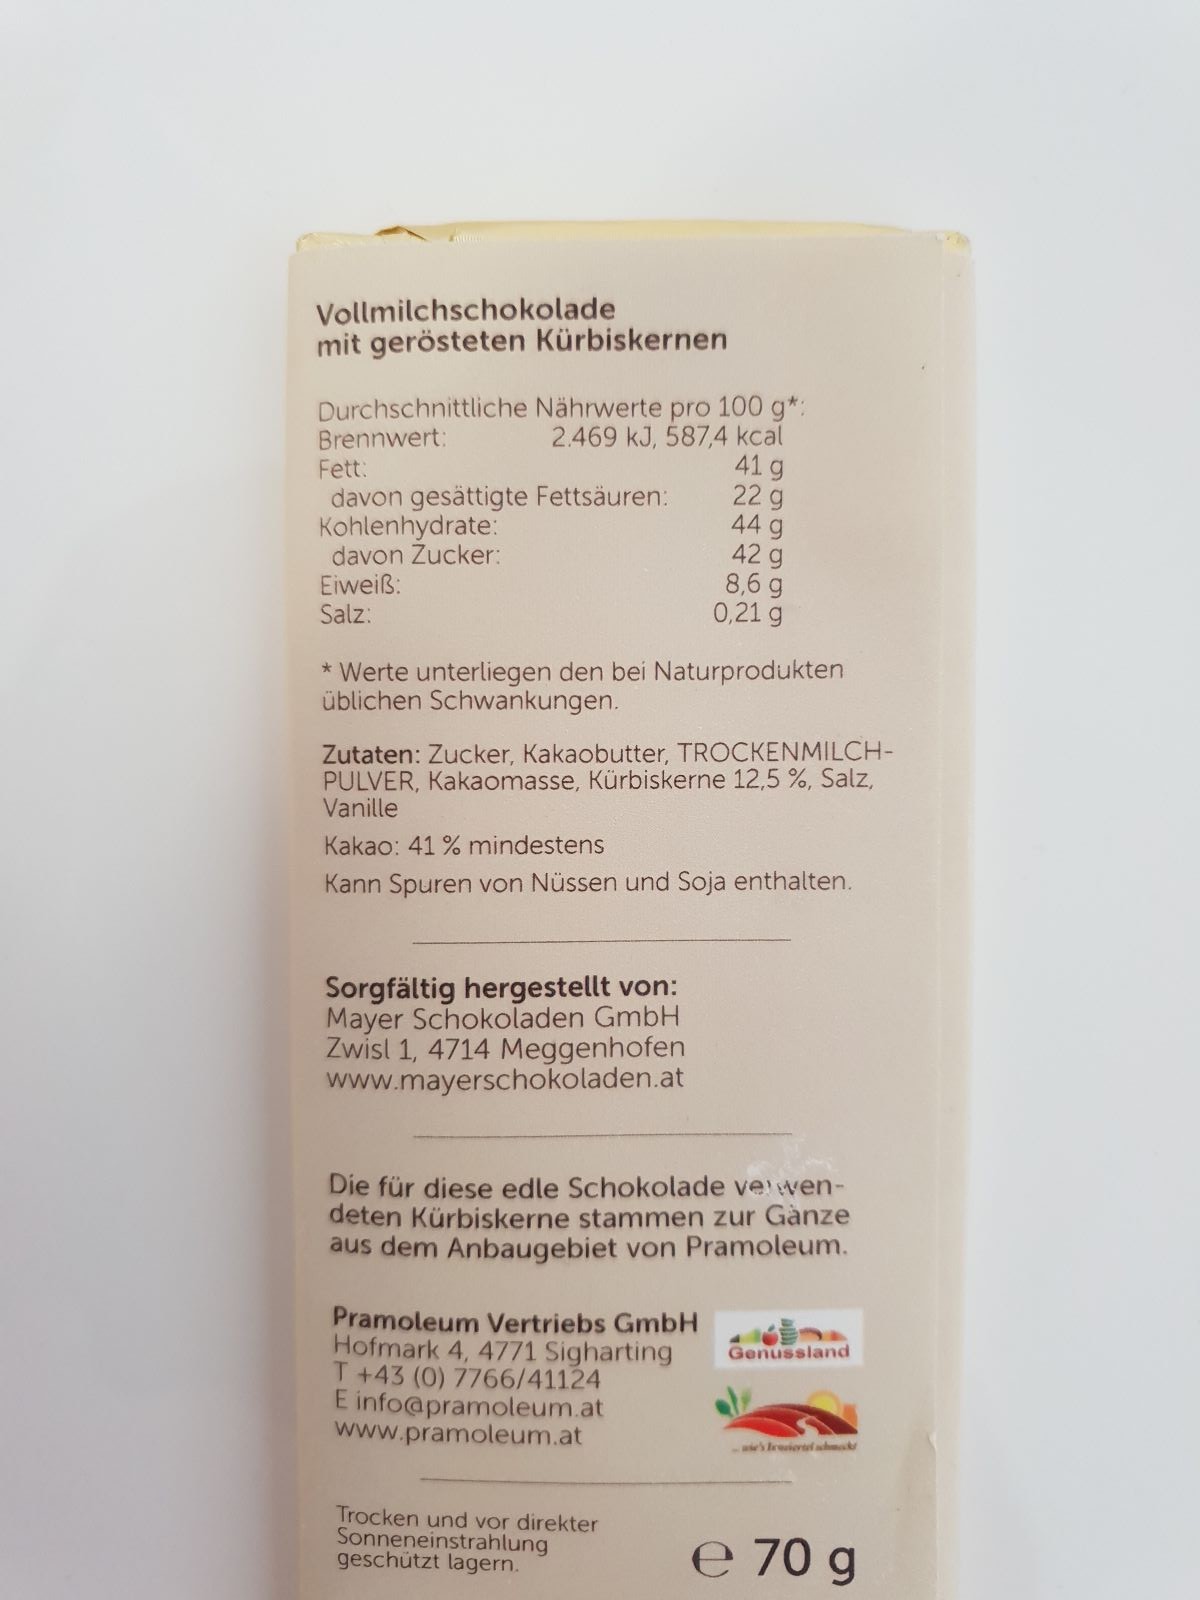 Vollmilchschokolade
mit gerösteten Kürbiskernen
Durchschnittliche Nährwerte pro 100 g*:
Brennwert: 2.469 kJ, 587,4 kcal
Fett: 41 g
davon gesättigte Fettsäuren: 22 g
Kohlenhydrate: 44 g
davon Zucker: 42 g
Eiweiß: 8,6 g
Salz: 0,21 g
* Werte unterliegen den bei Naturprodukten
üblichen Schwankungen.
Zutaten: Zucker, Kakaobutter, TROCKENMILCH-
PULVER, Kakaomasse, Kürbiskerne 12,5 %, Salz,
Vanille
Kakao: 41 % mindestens
Kann Spuren von Nüssen und Soja enthalten.
Sorgfältig hergestellt von:
Mayer Schokoladen GmbH
Zwisl 1, 4714 Meggenhofen
www.mayerschokoladen.at
Die für diese edle Schokolade verwen-
deten Kürbiskerne stammen zur Gänze
aus dem Anbaugebiet von Pramoleum.
Pramoleum Vertriebs GmbH
Hofmark 4, 4771 Sigharting
T +43 (0) 7766/41124
E info@pramoleum.at
www.pramoleum.at
Genussland
... wie's schmeckt
Trocken und vor direkter
Sonneneinstrahlung
geschützt lagern.
e 70 g